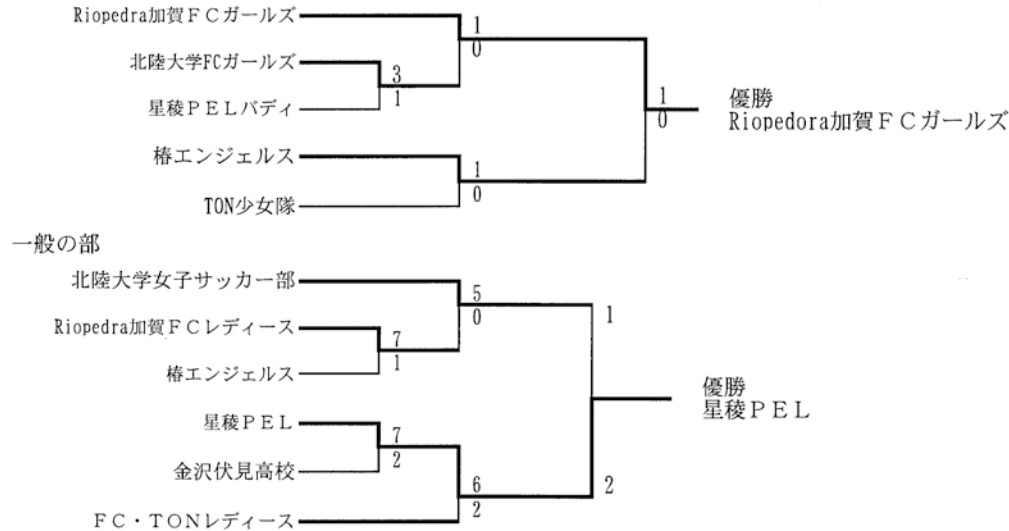 Riopedra加賀ＦＣガールズ
1
0
北陸大学FCガールズ
3
1
星稜ＰＥＬバディ
1
0
優勝
Riopedora加賀ＦＣガールズ
椿エンジェルス
1
0
TON少女隊
一般の部
北陸大学女子サッカー部
5
0
1
Riopedra加賀ＦＣレディース
7
1
椿エンジェルス
優勝
星稜ＰＥＬ
星稜ＰＥＬ
7
2
金沢伏見高校
6
2
2
ＦＣ・ＴＯＮレディース